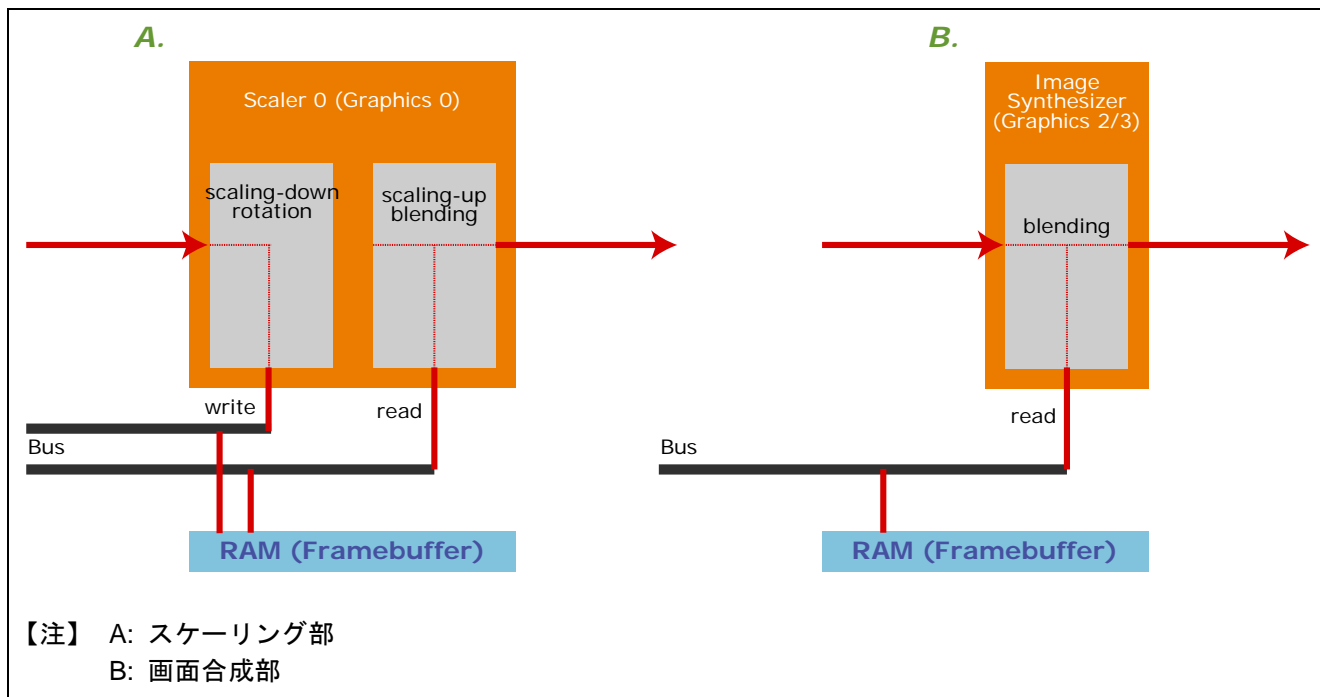 A.
Scaler 0 (Graphics 0)
scaling-down
rotation
scaling-up
blending
write
read
Bus
RAM (Framebuffer)
B.
Image
Synthesizer
(Graphics 2/3)
blending
read
Bus
RAM (Framebuffer)
【注】 A: スケーリング部
B: 画面合成部